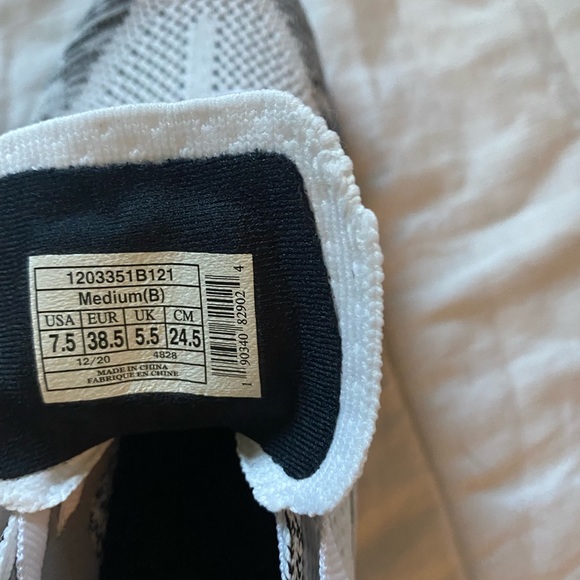 1203351B121
Medium(B)
USA EUR UK CM
7.5 38.5 5.5 24.5
12/20 4828
MADE IN CHINA
FABRIQUE EN CHINE
1 90340 82902 4